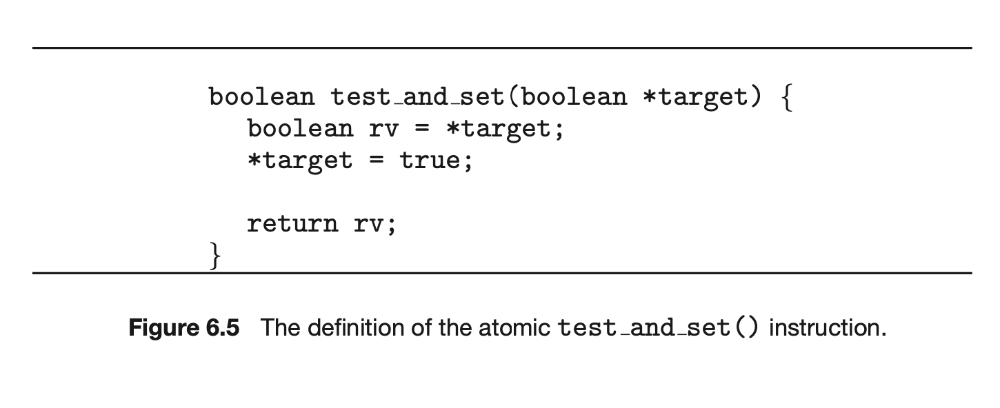 boolean test_and_set(boolean *target) {
boolean rv = *target;
*target = true;
return rv;
}
Figure 6.5 The definition of the atomic test_and_set() instruction.